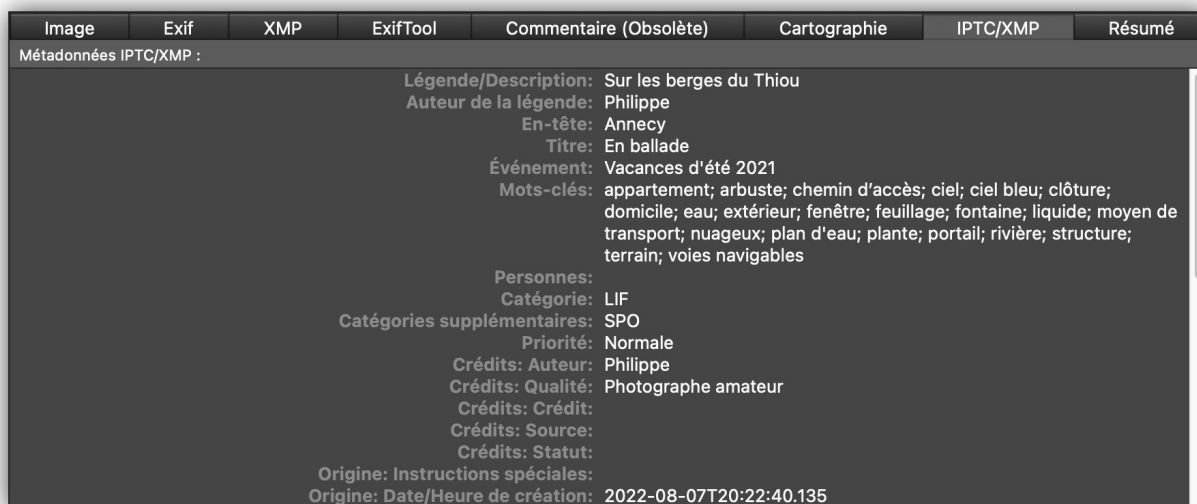 Image Exif XMP ExifTool Commentaire (Obsolète) Cartographie IPTC/XMP Résumé
Métadonnées IPTC/XMP :
Légende/Description: Sur les berges du Thiou
Auteur de la légende: Philippe
En-tête: Annecy
Titre: En ballade
Événement: Vacances d'été 2021
Mots-clés: appartement; arbuste; chemin d’accès; ciel; ciel bleu; clôture;
domicile; eau; extérieur; fenêtre; feuillage; fontaine; liquide; moyen de
transport; nuageux; plan d'eau; plante; portail; rivière; structure;
terrain; voies navigables
Personnes:
Catégorie: LIF
Catégories supplémentaires: SPO
Priorité: Normale
Crédits: Auteur: Philippe
Crédits: Qualité: Photographe amateur
Crédits: Crédit:
Crédits: Source:
Crédits: Statut:
Origine: Instructions spéciales:
Origine: Date/Heure de création: 2022-08-07T20:22:40.135